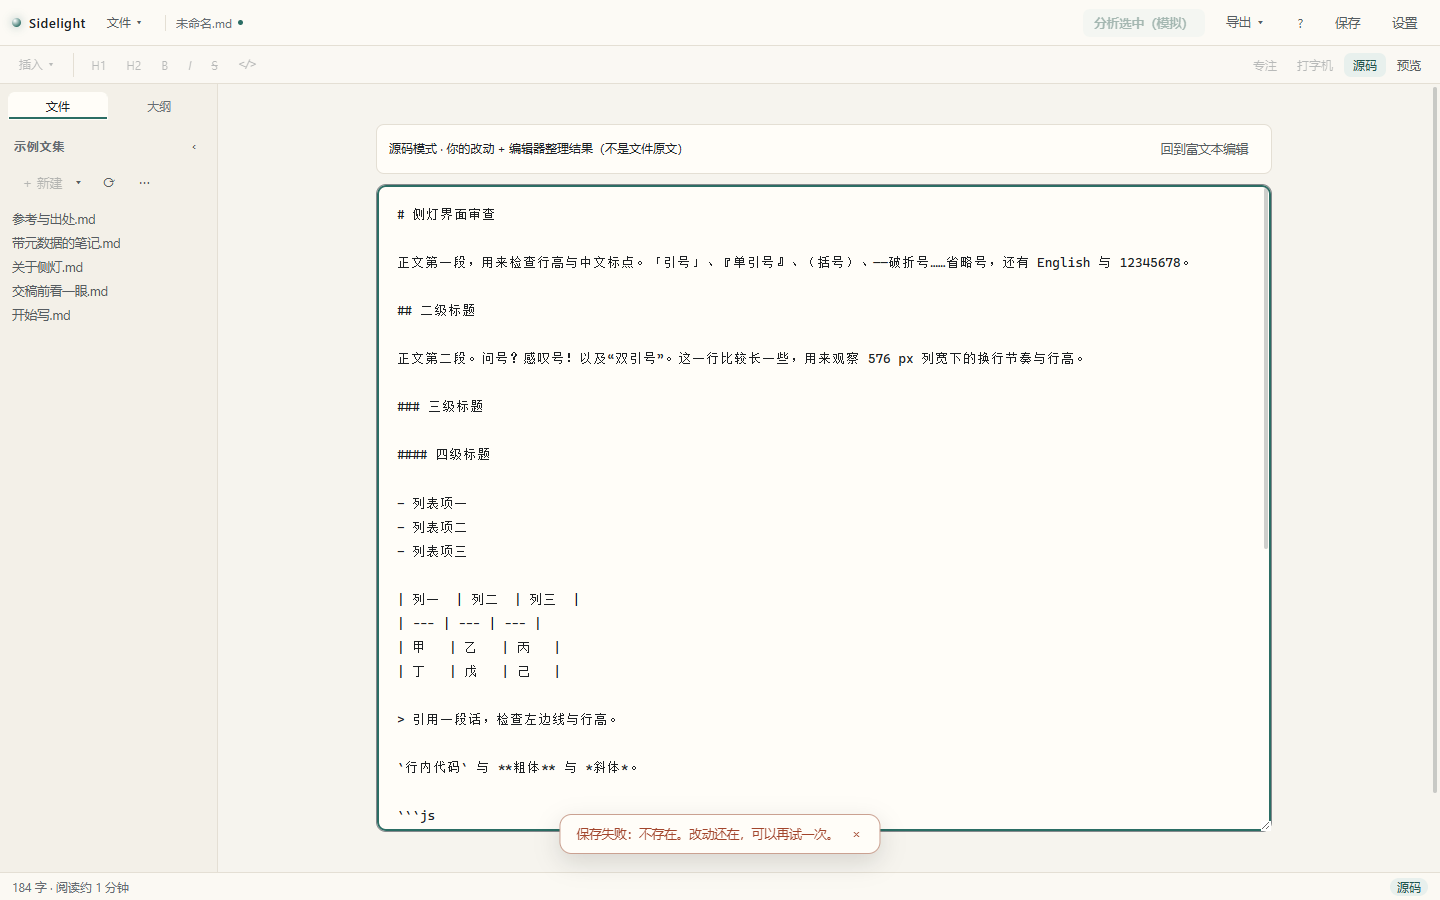 Sidelight 文件 未命名.md 分析选中（模拟） 导出 ? 保存 设置
插入 H1 H2 B I S </> 专注 打字机 源码 预览
文件 大纲
示例文集 ‹
+ 新建 ···
参考与出处.md
带元数据的笔记.md
关于侧灯.md
交稿前看一眼.md
开始写.md
源码模式 · 你的改动 + 编辑器整理结果（不是文件原文） 回到富文本编辑
# 侧灯界面审查
正文第一段，用来检查行高与中文标点。「引号」、『单引号』、（括号）、——破折号……省略号，还有 English 与 12345678。
## 二级标题
正文第二段。问号？感叹号！以及“双引号”。这一行比较长一些，用来观察 576 px 列宽下的换行节奏与行高。
### 三级标题
#### 四级标题
- 列表项一
- 列表项二
- 列表项三
| 列一 | 列二 | 列三 |
| --- | --- | --- |
| 甲 | 乙 | 丙 |
| 丁 | 戊 | 己 |
> 引用一段话，检查左边线与行高。
`行内代码` 与 **粗体** 与 *斜体*。
```js
保存失败：不存在。改动还在，可以再试一次。 ×
184 字 · 阅读约 1 分钟 源码